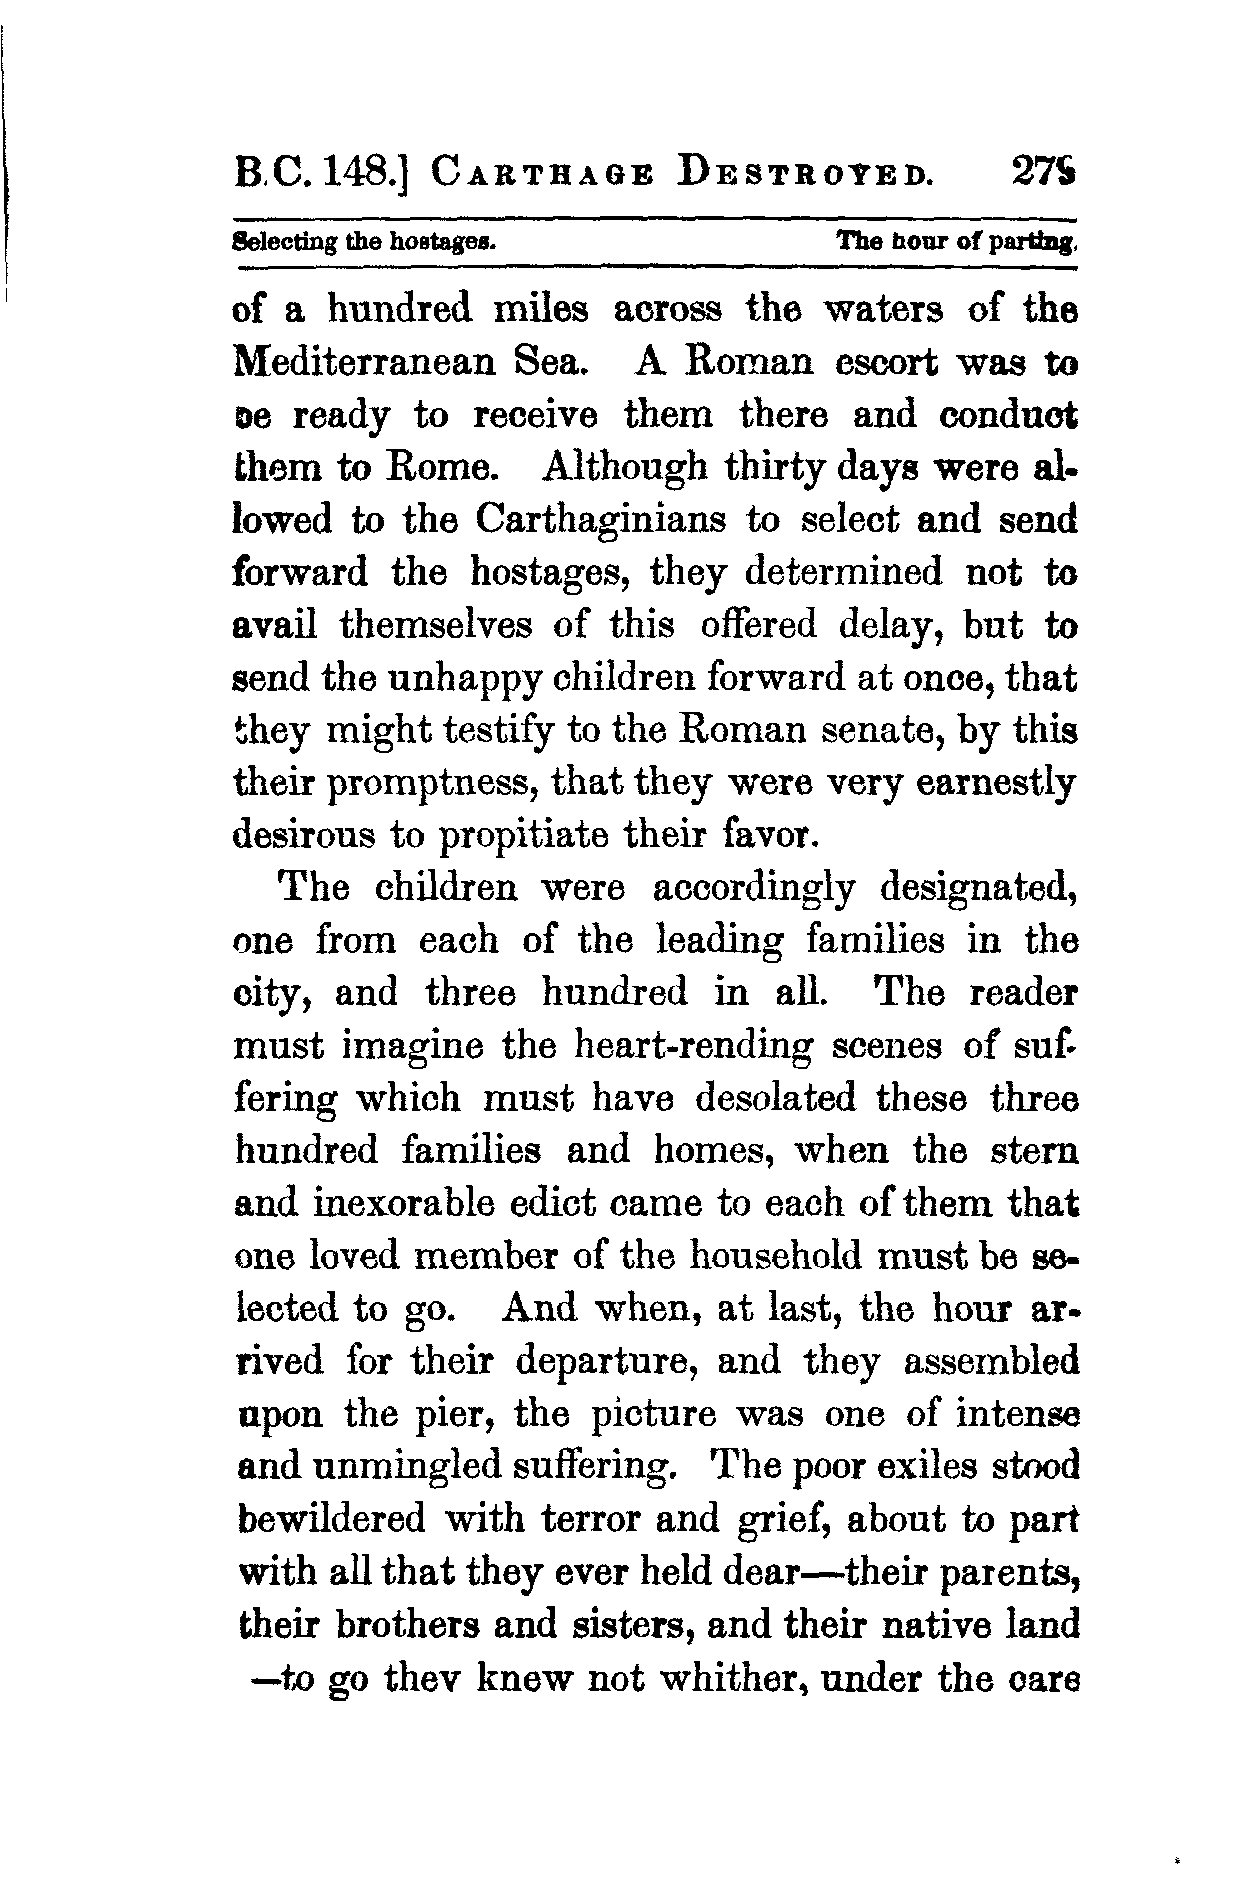 B.C. 148.] CARTHAGE DESTROYED. 275
Selecting the hostages. The hour of parting.
of a hundred miles across the waters of the
Mediterranean Sea. A Roman escort was to
be ready to receive them there and conduct
them to Rome. Although thirty days were al-
lowed to the Carthaginians to select and send
forward the hostages, they determined not to
avail themselves of this offered delay, but to
send the unhappy children forward at once, that
they might testify to the Roman senate, by this
their promptness, that they were very earnestly
desirous to propitiate their favor.
The children were accordingly designated,
one from each of the leading families in the
city, and three hundred in all. The reader
must imagine the heart-rending scenes of suf-
fering which must have desolated these three
hundred families and homes, when the stern
and inexorable edict came to each of them that
one loved member of the household must be se-
lected to go. And when, at last, the hour ar-
rived for their departure, and they assembled
upon the pier, the picture was one of intense
and unmingled suffering. The poor exiles stood
bewildered with terror and grief, about to part
with all that they ever held dear—their parents,
their brothers and sisters, and their native land
—to go they knew not whither, under the care